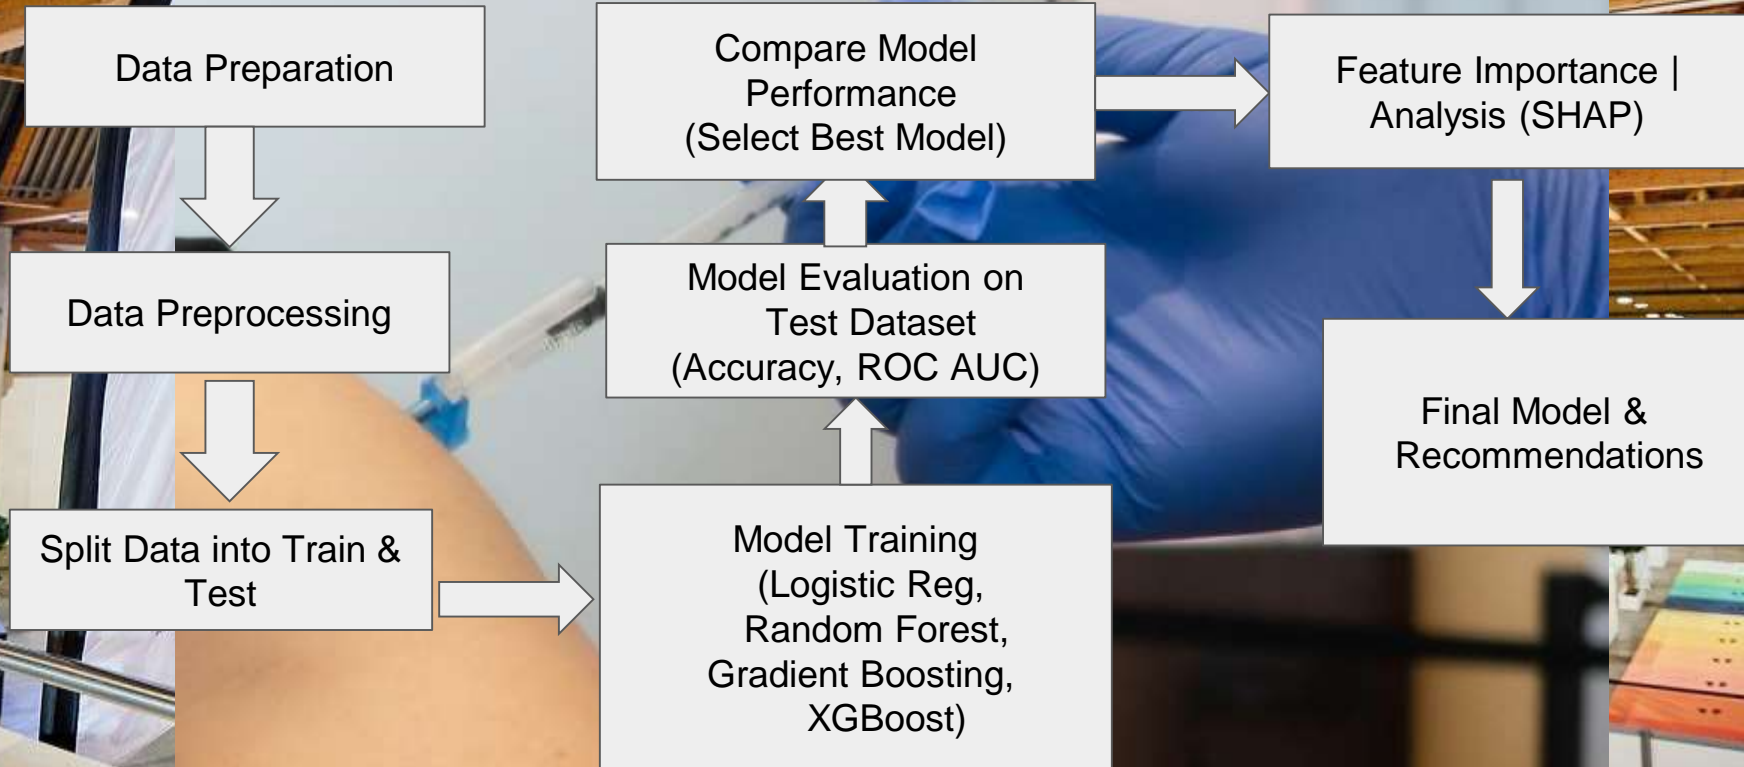 Data Preparation
Data Preprocessing
Split Data into Train &
Test
Model Training
(Logistic Reg,
Random Forest,
Gradient Boosting,
XGBoost)
Model Evaluation on
Test Dataset
(Accuracy, ROC AUC)
Compare Model
Performance
(Select Best Model)
Feature Importance |
Analysis (SHAP)
Final Model &
Recommendations